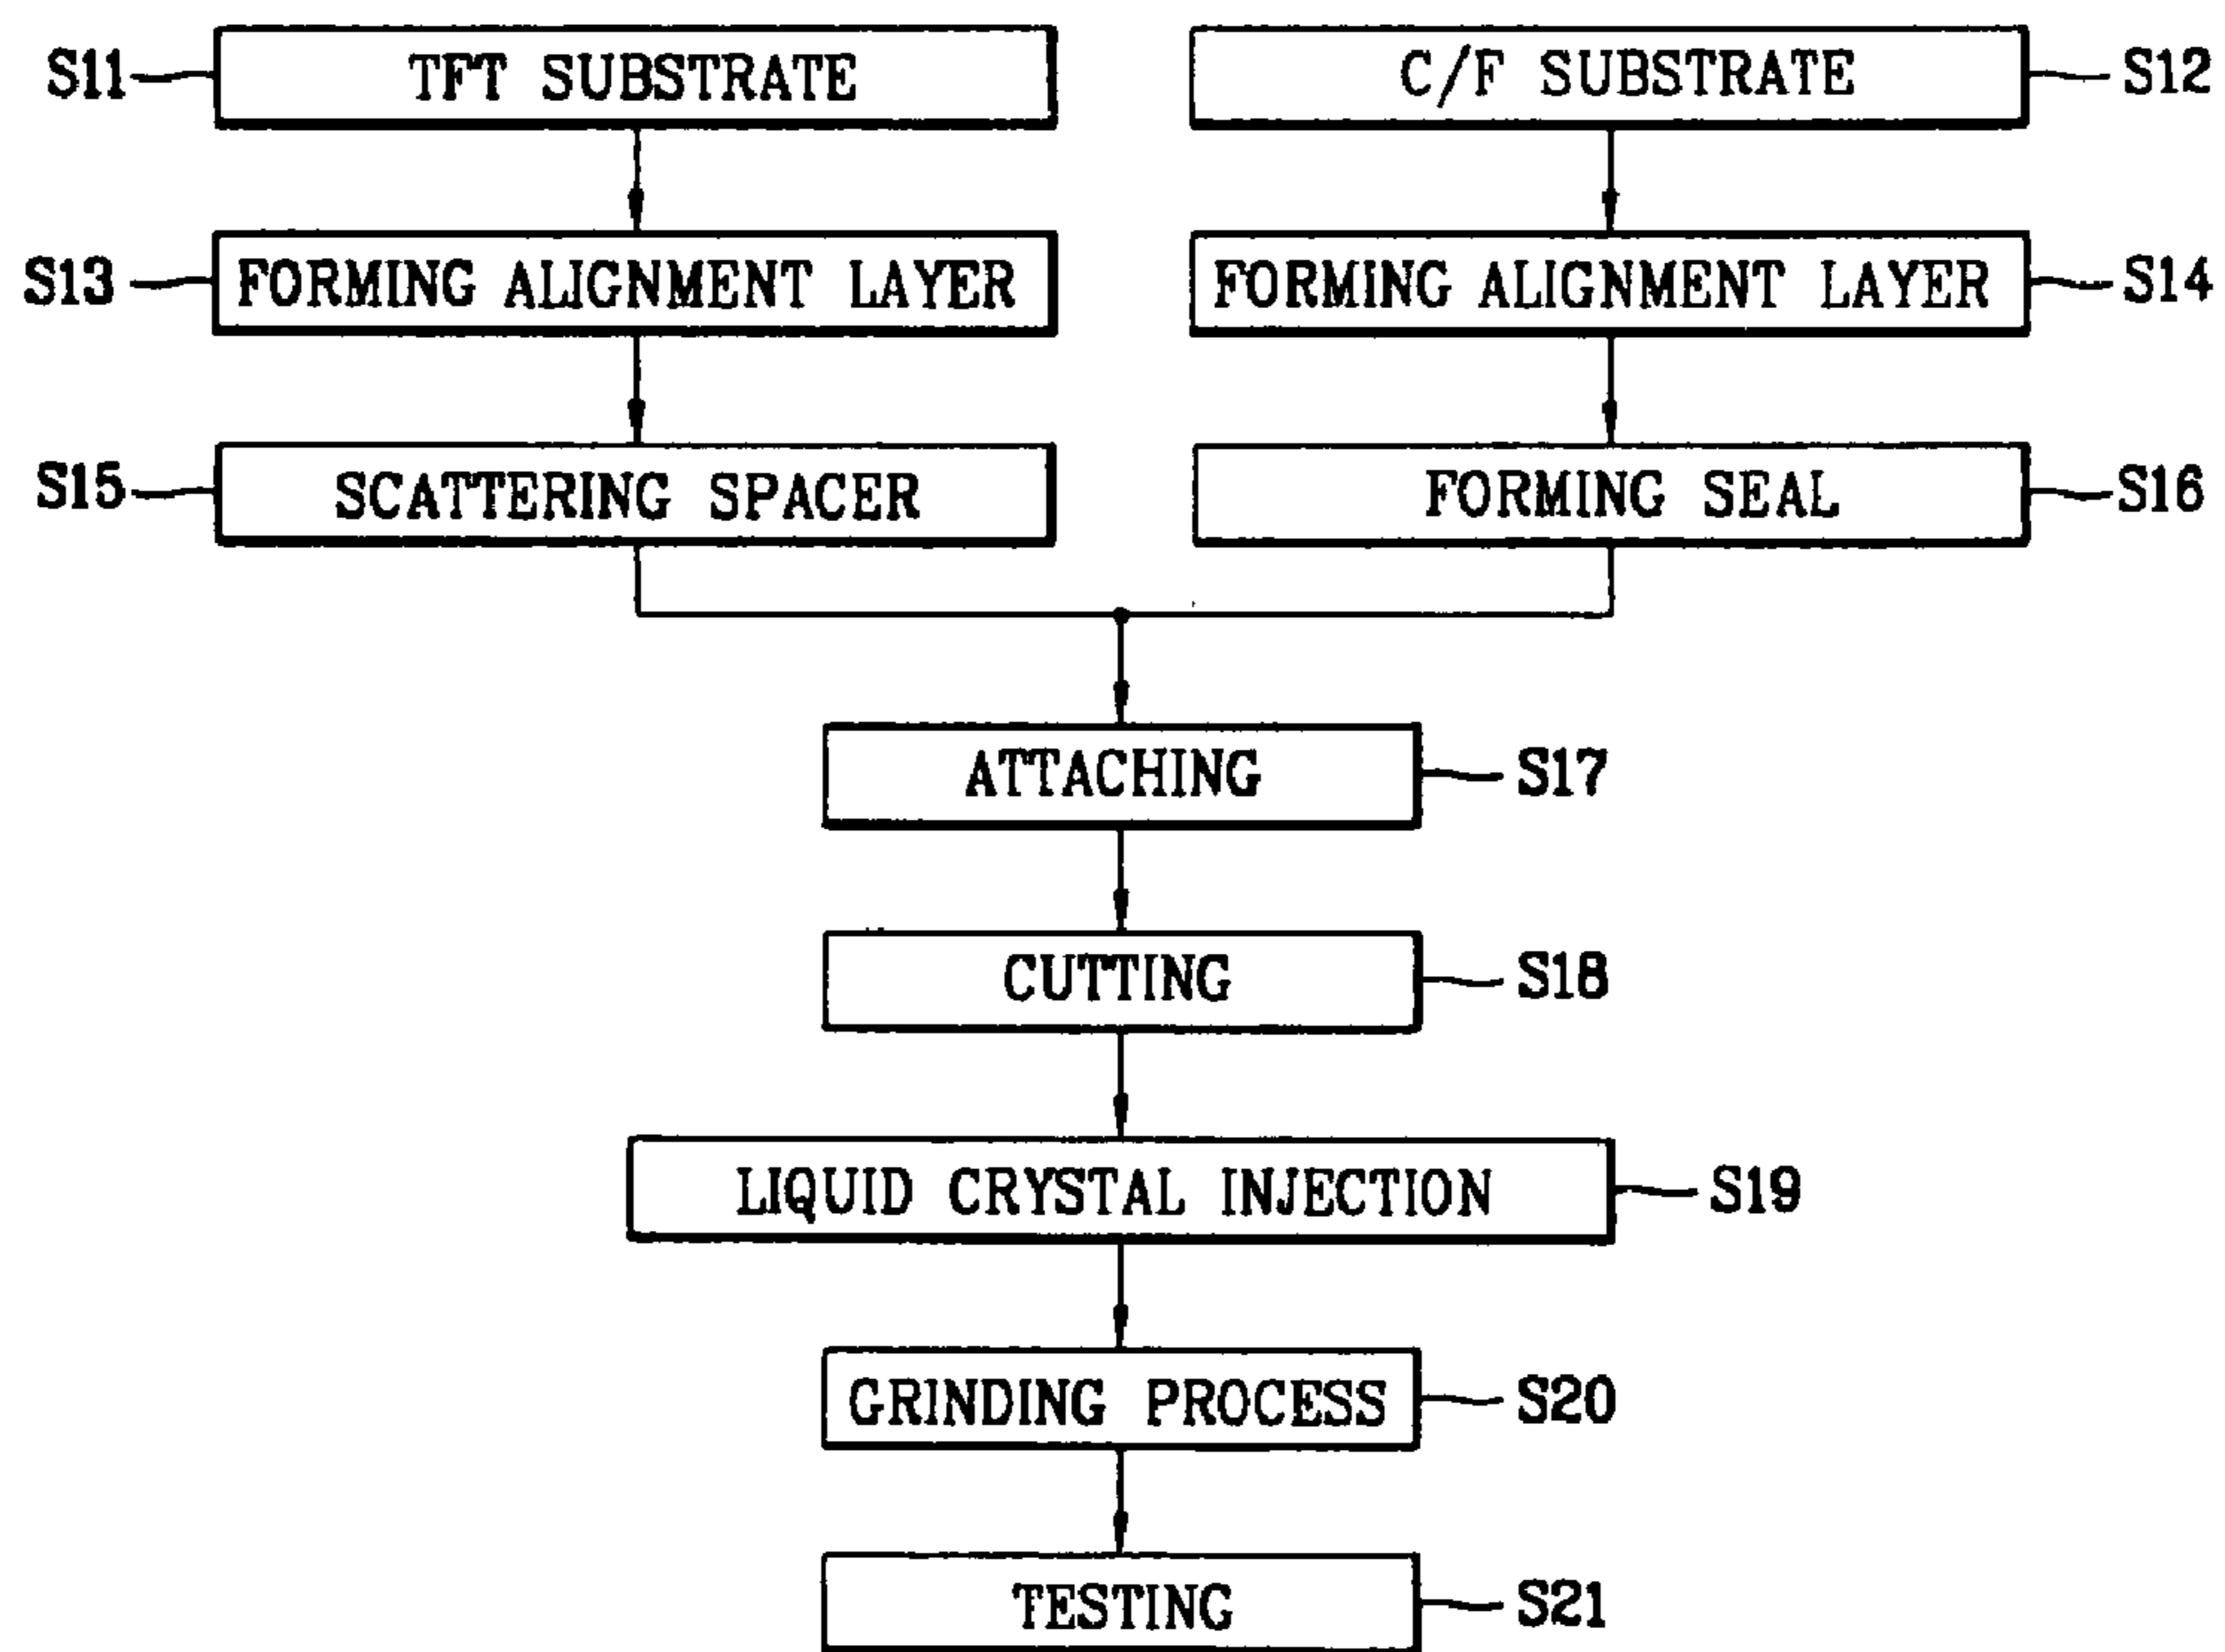 S11 TFT SUBSTRATE C/F SUBSTRATE S12
S13 FORMING ALIGNMENT LAYER FORMING ALIGNMENT LAYER S14
S15 SCATTERING SPACER FORMING SEAL S16
ATTACHING S17
CUTTING S18
LIQUID CRYSTAL INJECTION S19
GRINDING PROCESS S20
TESTING S21